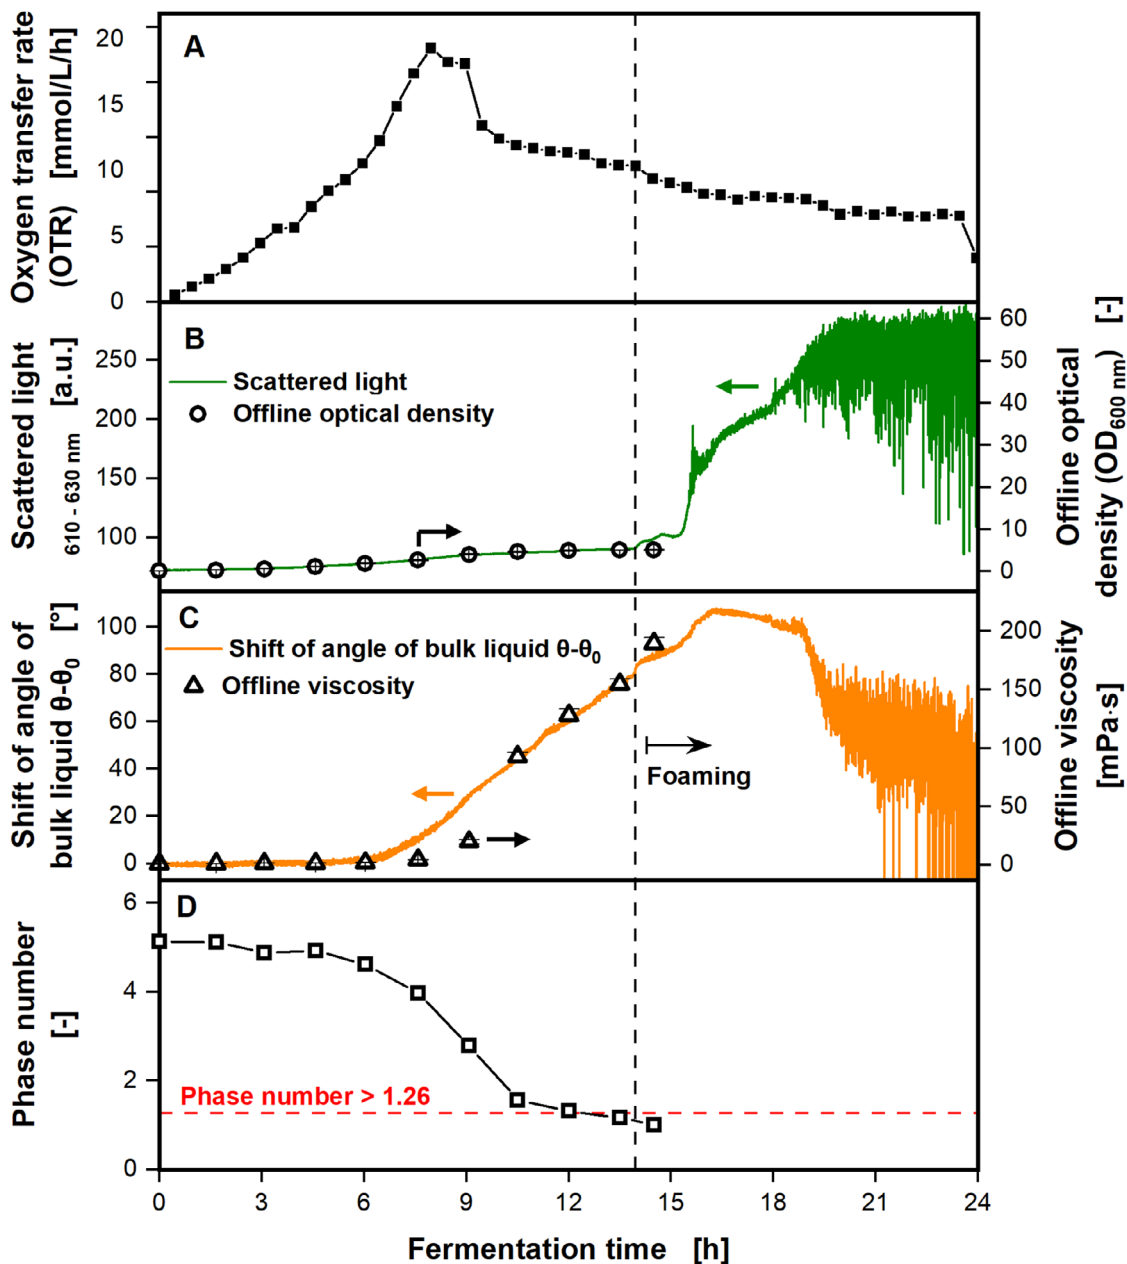 A
Oxygen transfer rate
(OTR) [mmol/L/h]
20
15
10
5
0
B
Scattered light
610 - 630 nm [a.u.]
250
200
150
100
Scattered light
Offline optical density
60
50
40
30
20
10
0
Offline optical
density (OD600 nm) [-]
C
Shift of angle of
bulk liquid θ-θ0 [°]
100
80
60
40
20
0
Shift of angle of bulk liquid θ-θ0
Offline viscosity
Foaming
200
150
100
50
0
Offline viscosity
[mPa·s]
D
Phase number
[-]
6
4
2
0
Phase number > 1.26
0 3 6 9 12 15 18 21 24
Fermentation time [h]